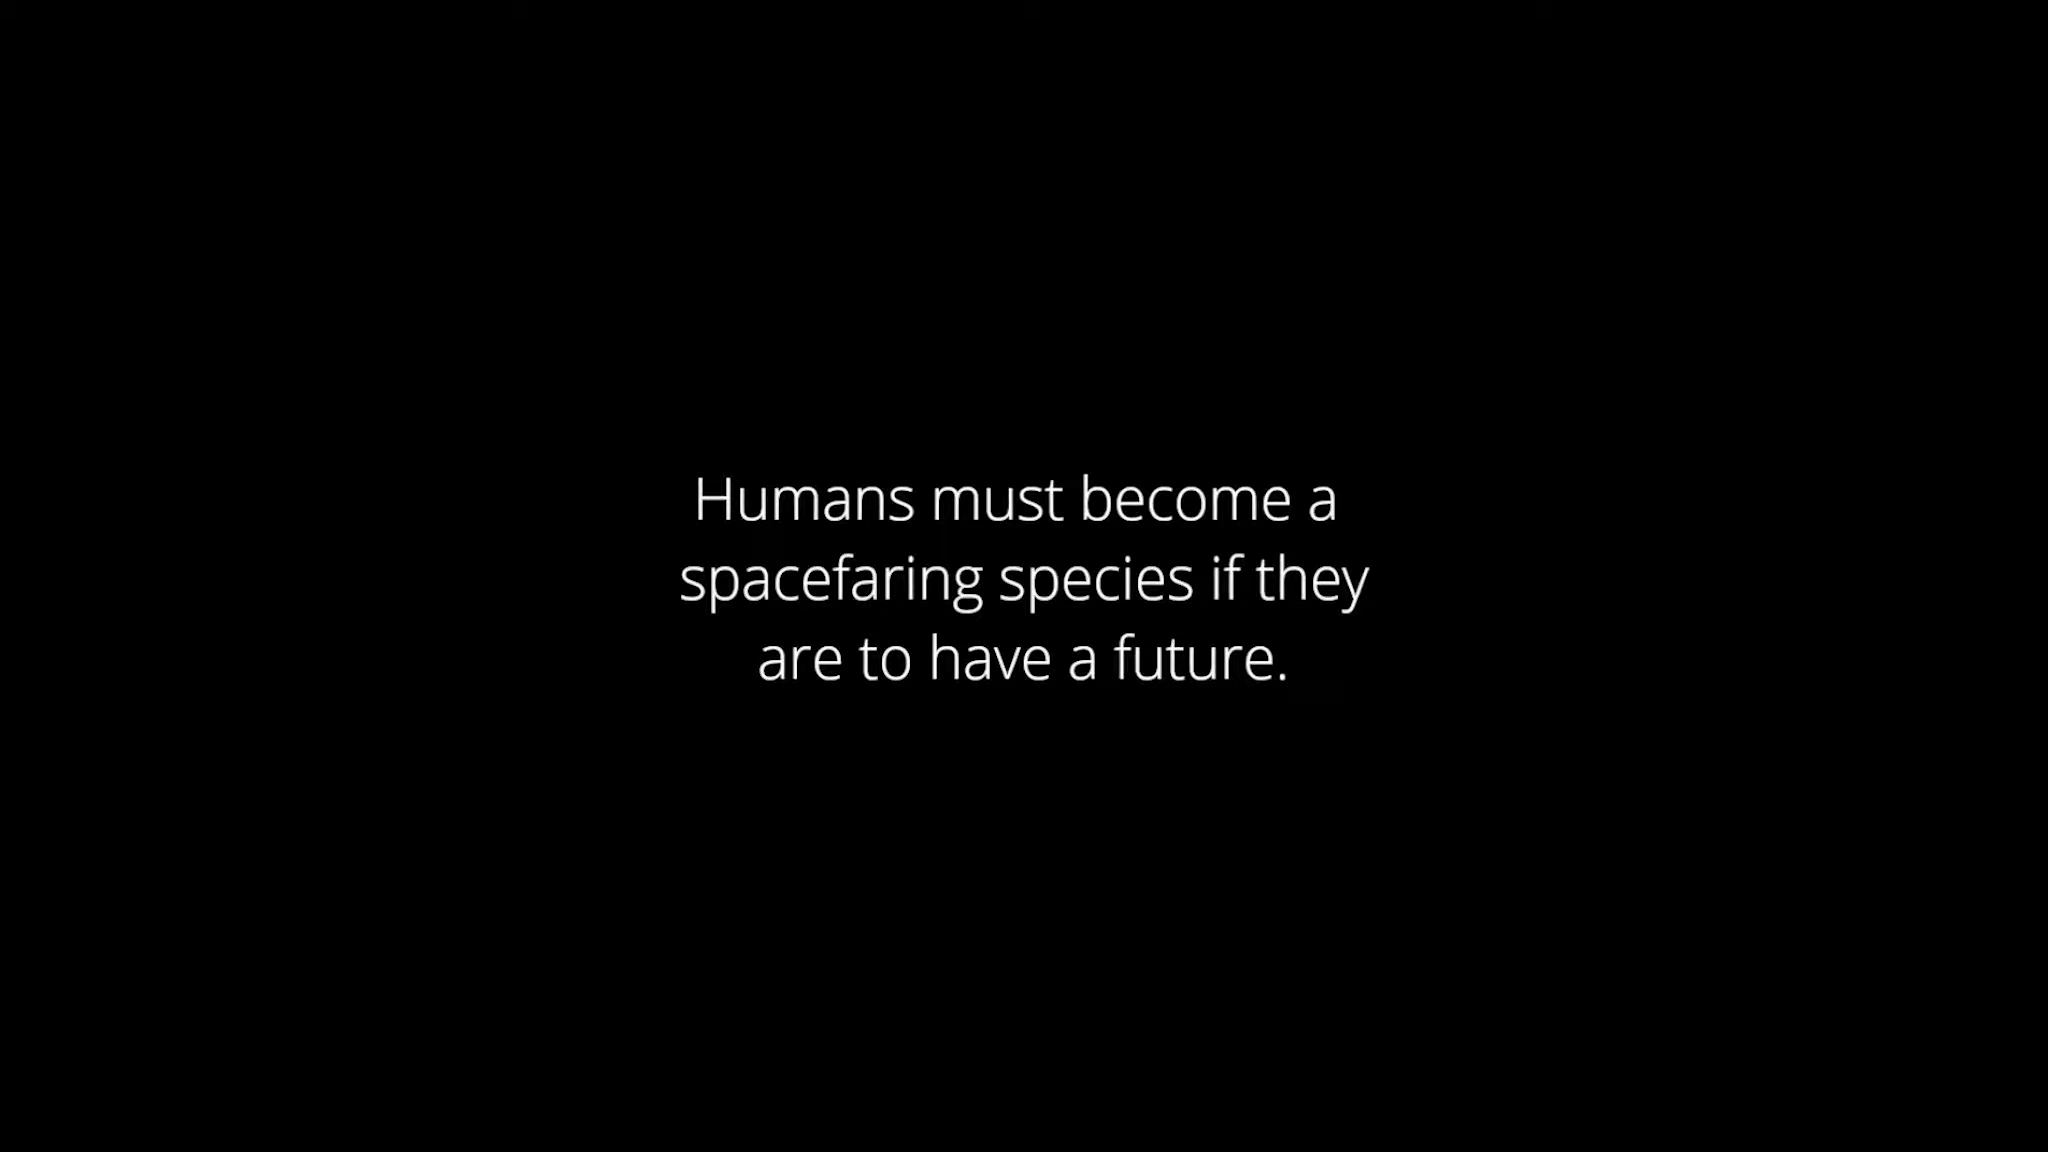 Humans must become a
spacefaring species if they
are to have a future.